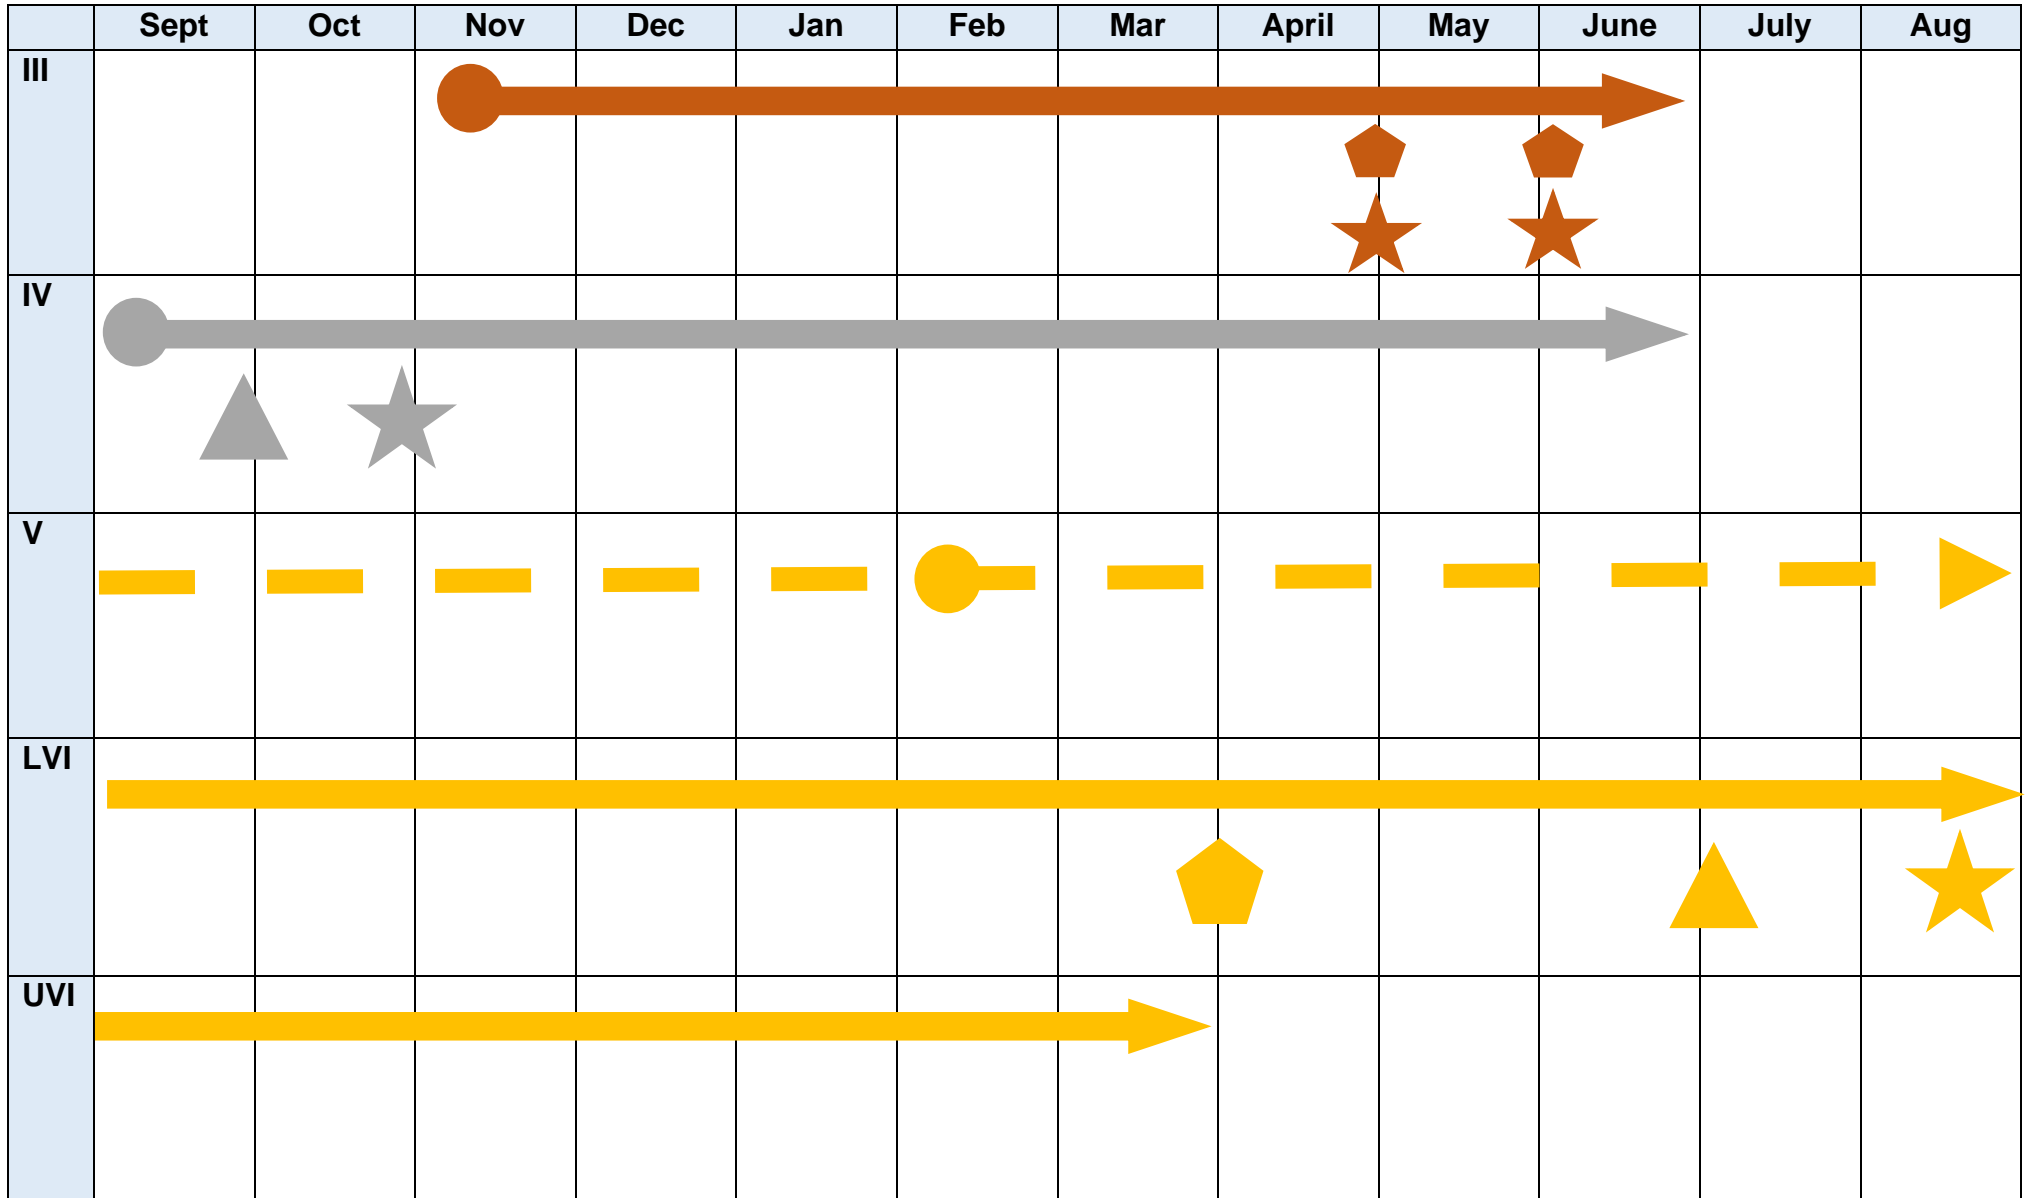 Sept Oct Nov Dec Jan Feb Mar April May June July Aug
III
IV
V
LVI
UVI